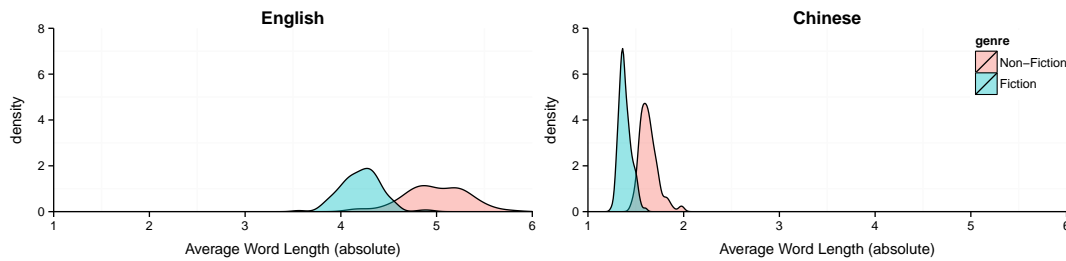 English
8
6
4
2
0
density
1 2 3 4 5 6
Average Word Length (absolute)
Chinese
8
6
4
2
0
density
1 2 3 4 5 6
Average Word Length (absolute)
genre
Non−Fiction
Fiction